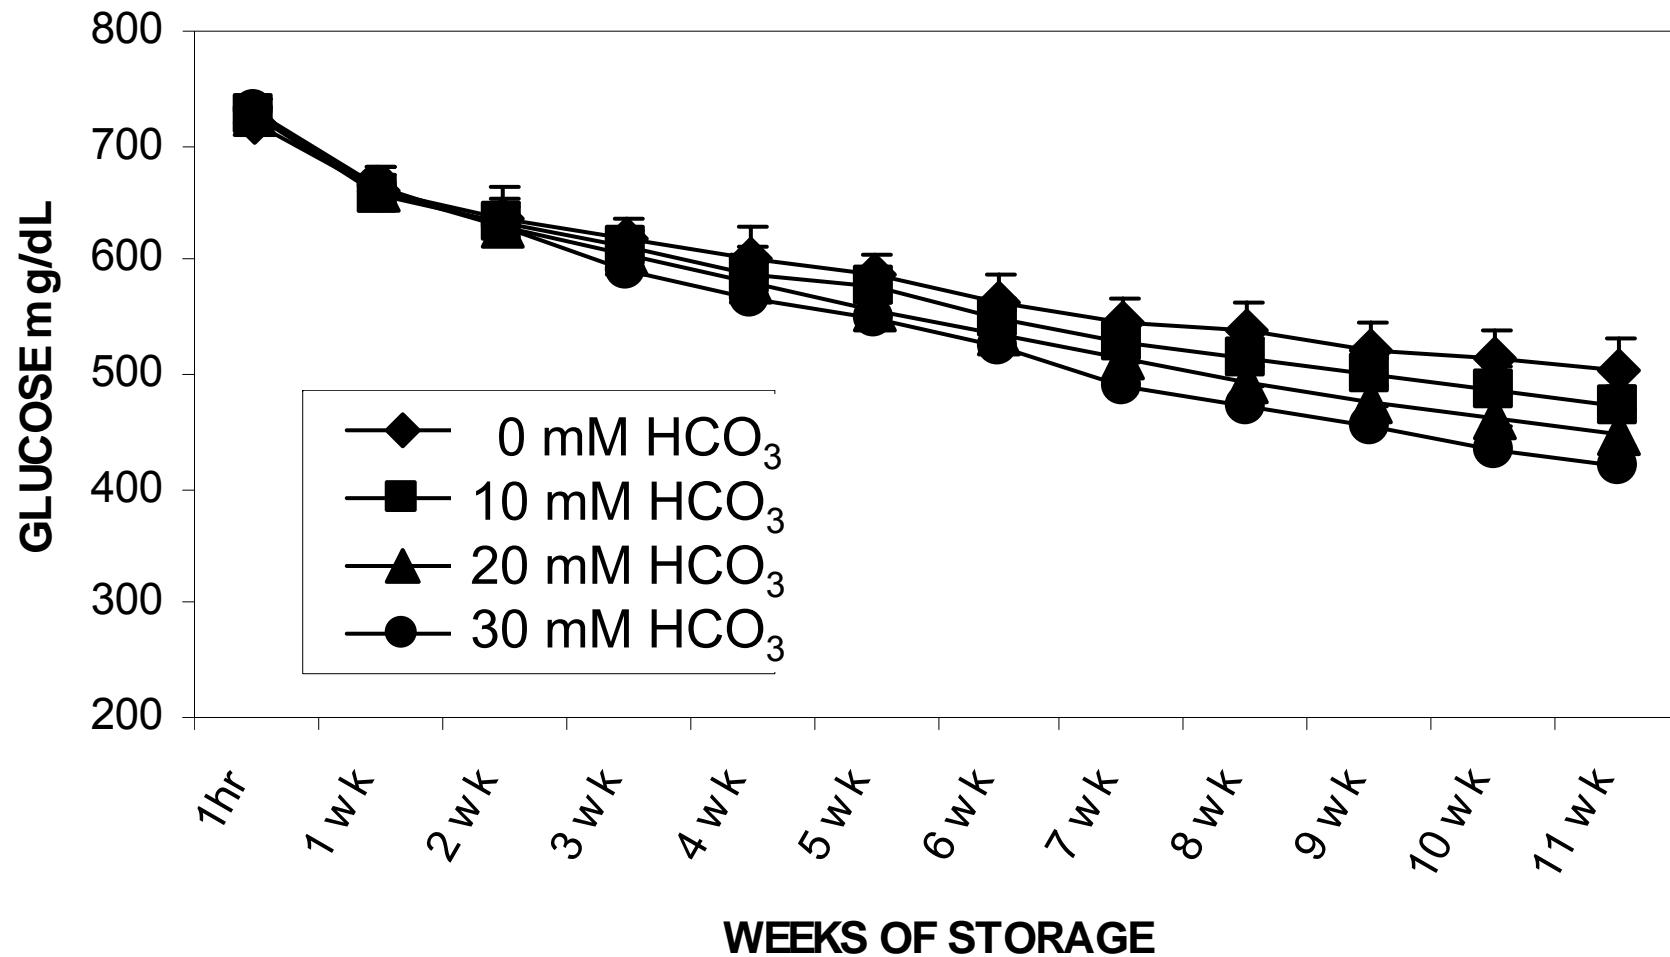 800
700
600
500
400
300
200
GLUCOSE mg/dL
0 mM HCO3
10 mM HCO3
20 mM HCO3
30 mM HCO3
1hr
1 wk
2 wk
3 wk
4 wk
5 wk
6 wk
7 wk
8 wk
9 wk
10 wk
11 wk
WEEKS OF STORAGE